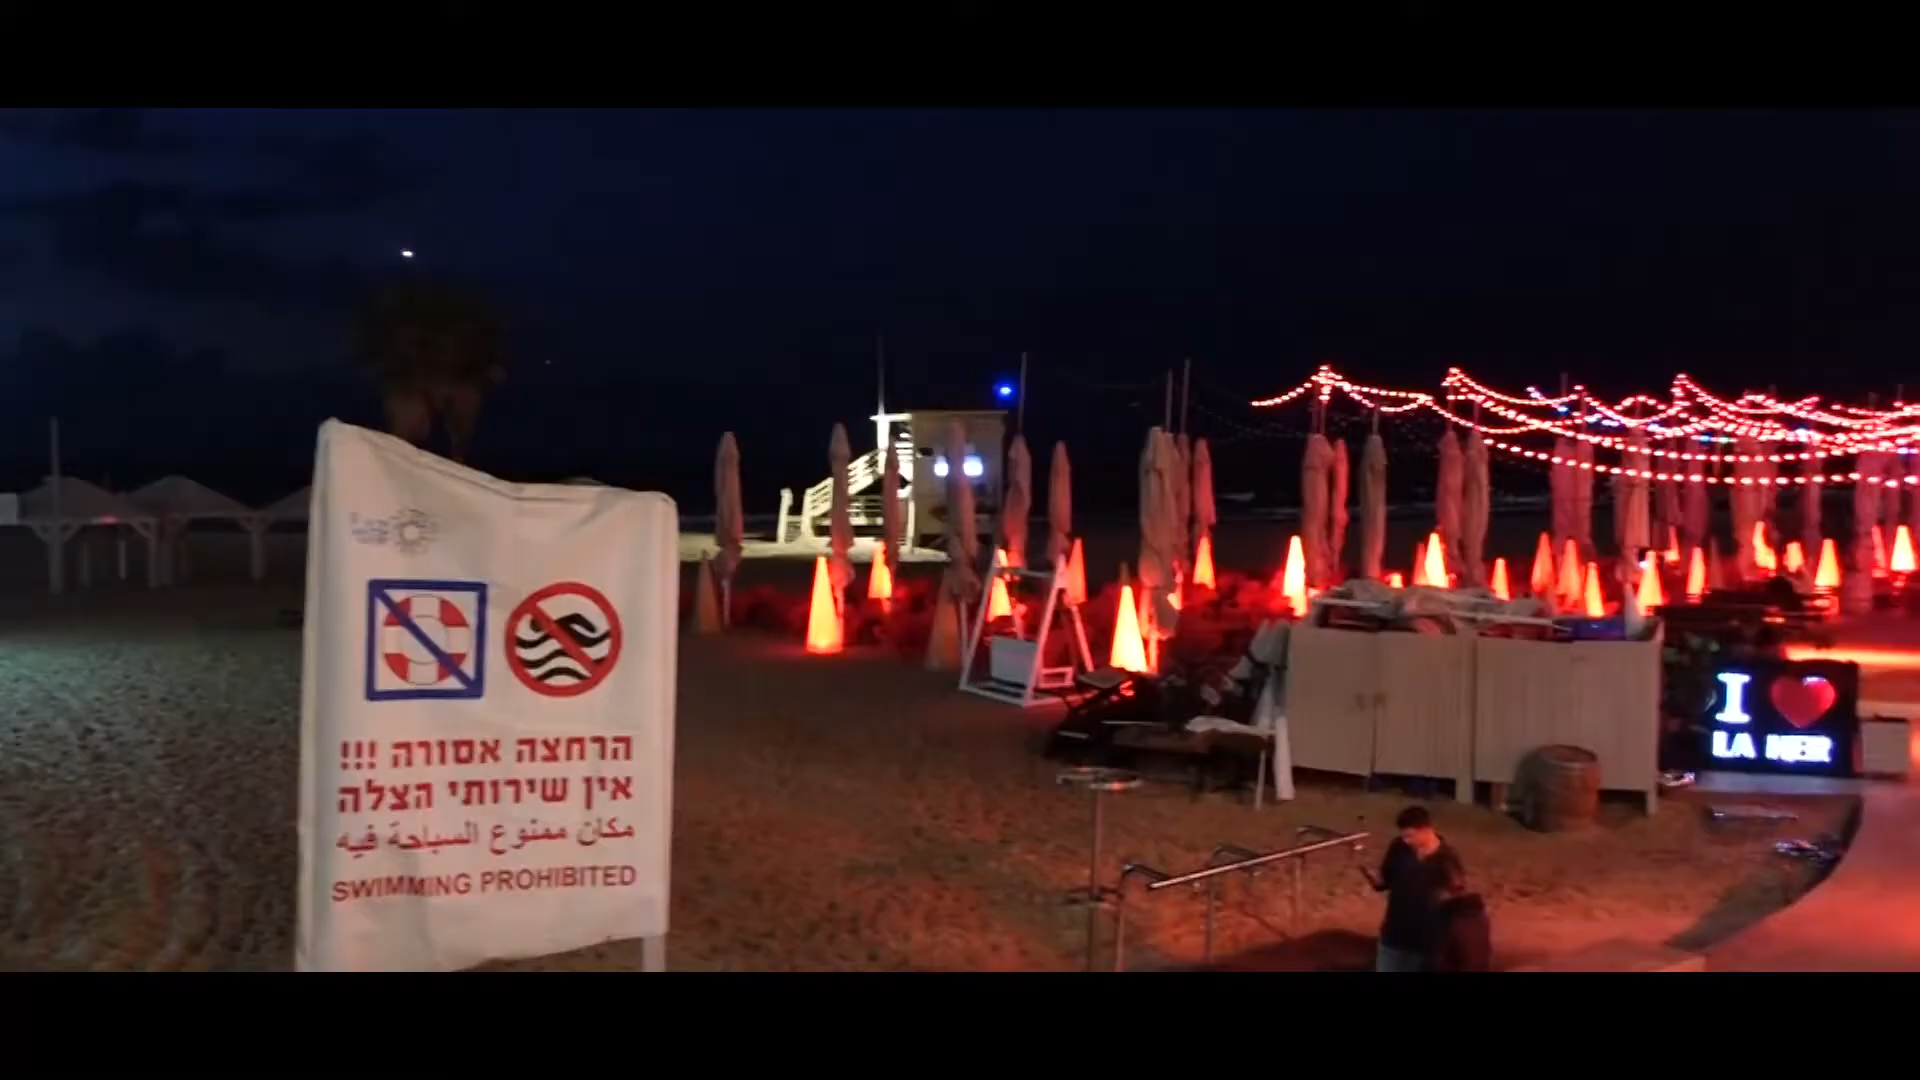 הרחצה אסורה !!!
אין שירותי הצלה
مكان ممنوع السباحة فيه
SWIMMING PROHIBITED
I
LA MER